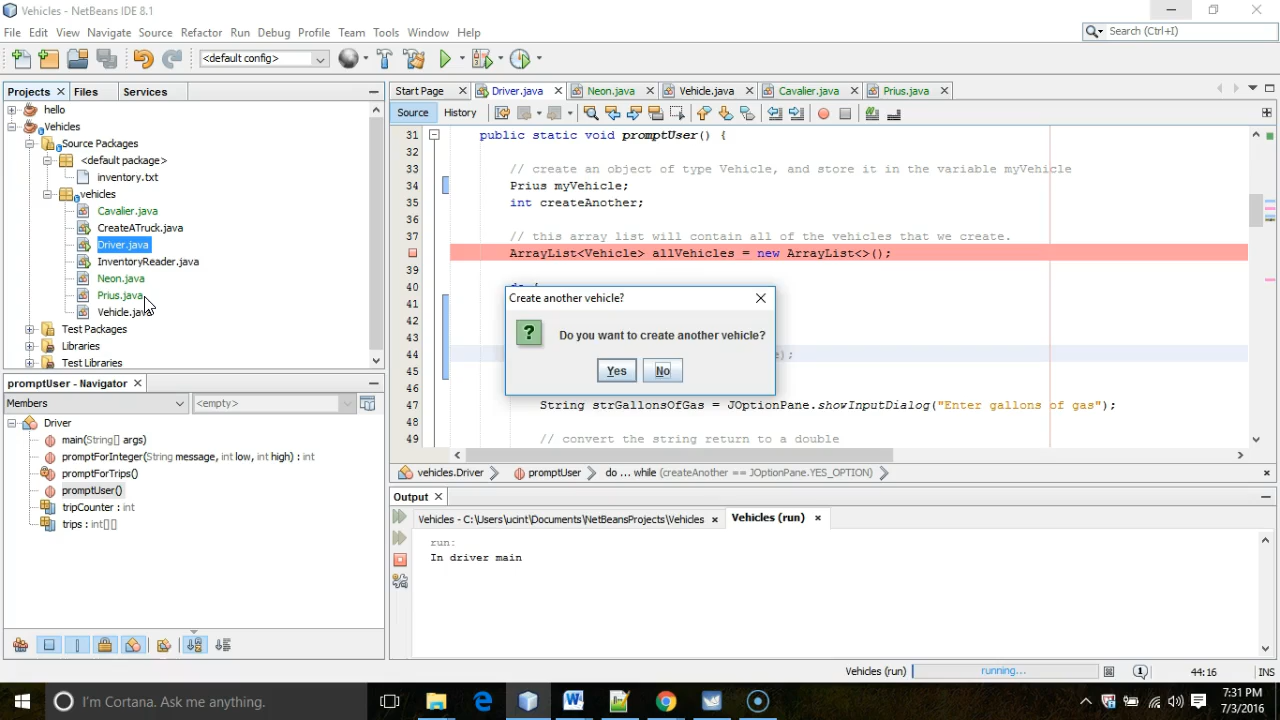 Vehicles - NetBeans IDE 8.1
File Edit View Navigate Source Refactor Run Debug Profile Team Tools Window Help
Search (Ctrl+I)
<default config>
Projects Files Services
hello
Vehicles
Source Packages
<default package>
inventory.txt
vehicles
Cavalier.java
CreateATruck.java
Driver.java
InventoryReader.java
Neon.java
Prius.java
Vehicle.java
Test Packages
Libraries
Test Libraries
promptUser - Navigator
Members <empty>
Driver
main(String[] args)
promptForInteger(String message, int low, int high) : int
promptForTrips()
promptUser()
tripCounter : int
trips : int[][]
Start Page Driver.java Neon.java Vehicle.java Cavalier.java Prius.java
Source History
31 public static void promptUser() {
32
33 // create an object of type Vehicle, and store it in the variable myVehicle
34 Prius myVehicle;
35 int createAnother;
36
37 // this array list will contain all of the vehicles that we create.
ArrayList<Vehicle> allVehicles = new ArrayList<>();
39
40
41
42
43
44 );
45
46
47 String strGallonsOfGas = JOptionPane.showInputDialog("Enter gallons of gas");
48
49 // convert the string return to a double
Create another vehicle?
Do you want to create another vehicle?
Yes No
vehicles.Driver promptUser do ... while (createAnother == JOptionPane.YES_OPTION)
Output
Vehicles - C:\Users\ucint\Documents\NetBeansProjects\Vehicles Vehicles (run)
run:
In driver main
Vehicles (run) running... 44:16 INS
I'm Cortana. Ask me anything.
7:31 PM
7/3/2016